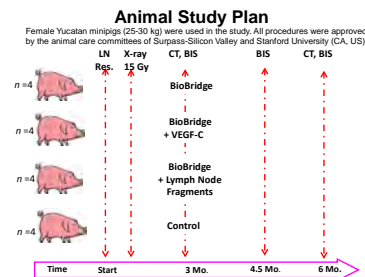 Animal Study Plan
Female Yucatan minipigs (25-30 kg) were used in the study. All procedures were approved
by the animal care committees of Surpass-Silicon Valley and Stanford University (CA, US)
LN X-ray CT, BIS BIS CT, BIS
Res. 15 Gy
n =4 BioBridge
BioBridge
n =4 + VEGF-C
BioBridge
n =4 + Lymph Node
Fragments
Control
n =4
Time Start 3 Mo. 4.5 Mo. 6 Mo.